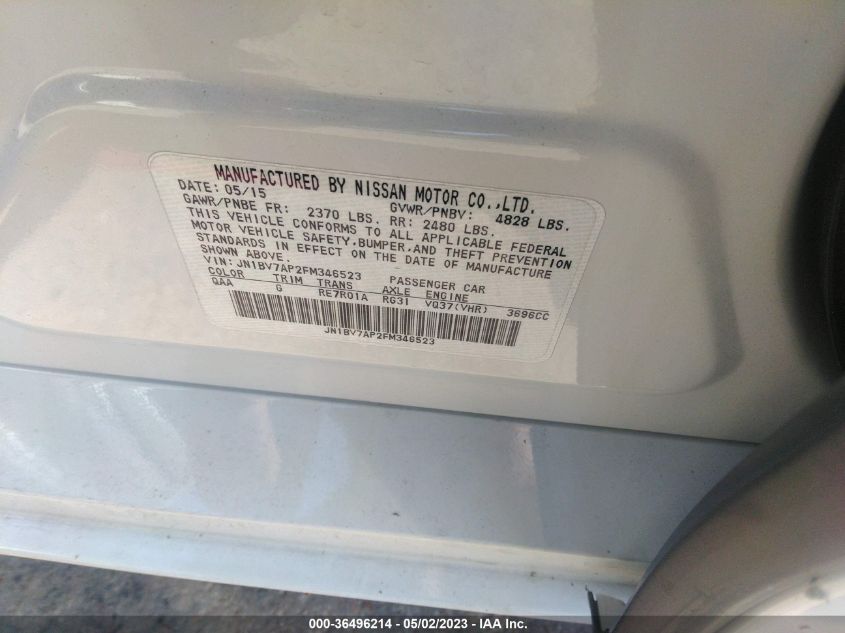 MANUFACTURED BY NISSAN MOTOR CO.,LTD.
DATE: 05/15 GVWR/PNBV: 4828 LBS.
GAWR/PNBE FR: 2370 LBS. RR: 2480 LBS.
THIS VEHICLE CONFORMS TO ALL APPLICABLE FEDERAL
MOTOR VEHICLE SAFETY,BUMPER,AND THEFT PREVENTION
STANDARDS IN EFFECT ON THE DATE OF MANUFACTURE
SHOWN ABOVE.
VIN: JN1BV7AP2FM346523 PASSENGER CAR
COLOR TRIM TRANS AXLE ENGINE
QAA G RE7R01A RG31 VQ37(VHR) 3696CC
JN1BV7AP2FM346523
000-36496214 - 05/02/2023 - IAA Inc.